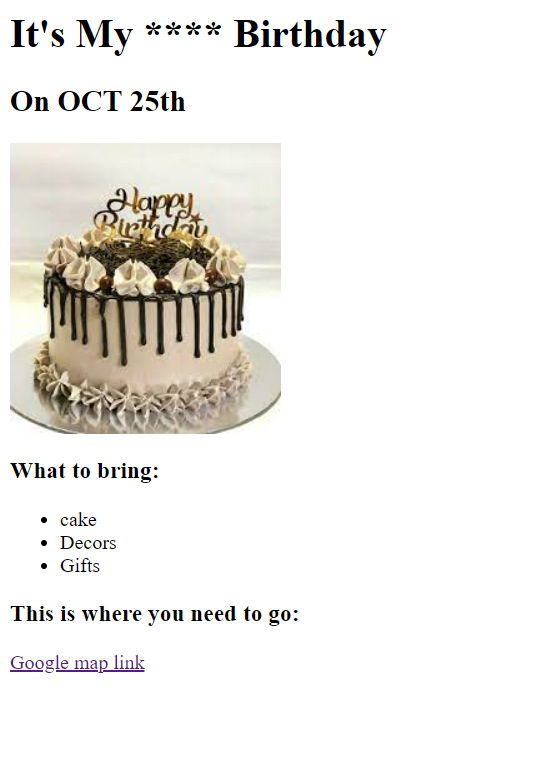 It's My **** Birthday
On OCT 25th
Happy
Birthday
What to bring:
cake
Decors
Gifts
This is where you need to go:
Google map link